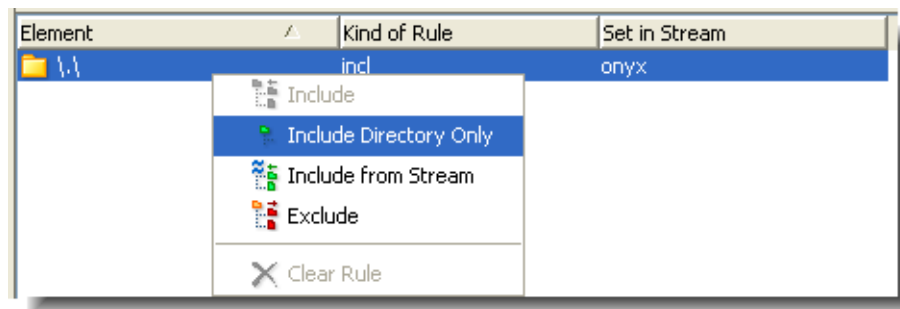 Element Kind of Rule Set in Stream
\.\ incl onyx
Include
Include Directory Only
Include from Stream
Exclude
Clear Rule